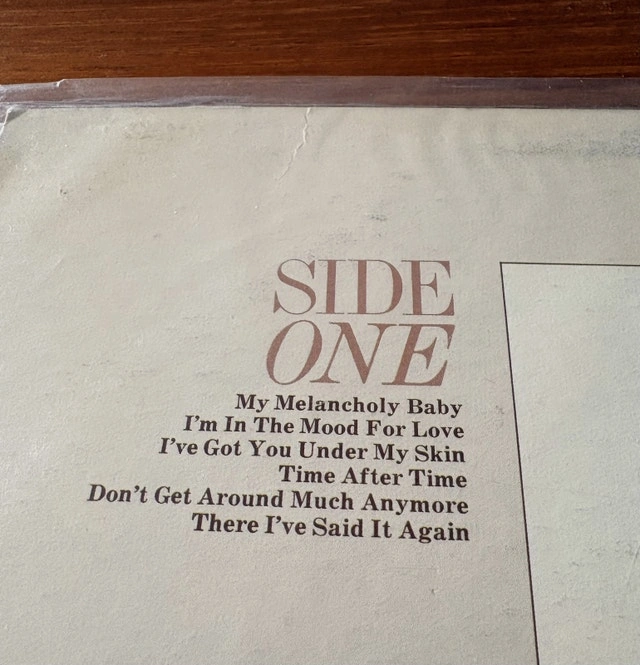 SIDE
ONE
My Melancholy Baby
I'm In The Mood For Love
I've Got You Under My Skin
Time After Time
Don't Get Around Much Anymore
There I've Said It Again